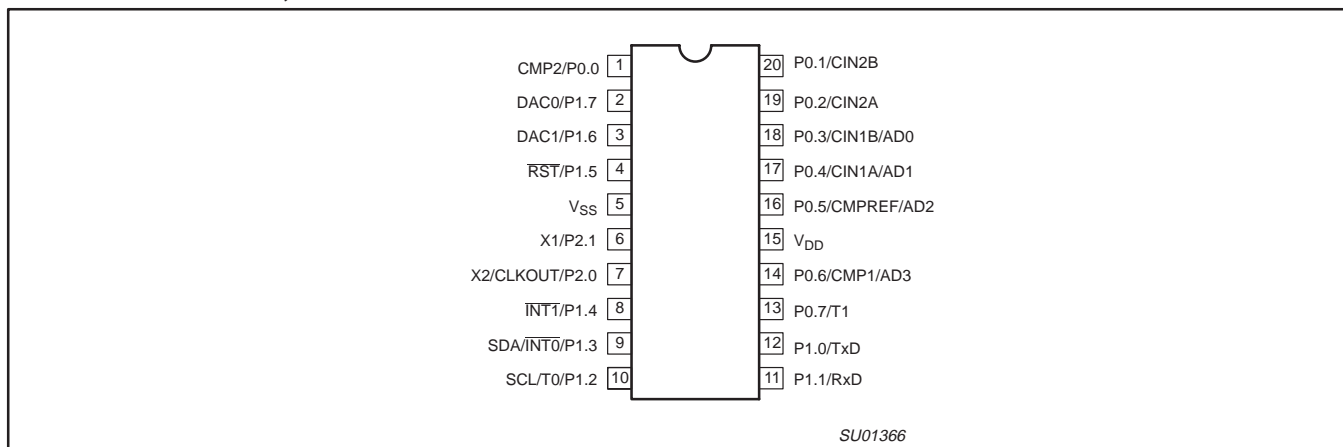 CMP2/P0.0 1 20 P0.1/CIN2B
DAC0/P1.7 2 19 P0.2/CIN2A
DAC1/P1.6 3 18 P0.3/CIN1B/AD0
R̅S̅T̅/P1.5 4 17 P0.4/CIN1A/AD1
VSS 5 16 P0.5/CMPREF/AD2
X1/P2.1 6 15 VDD
X2/CLKOUT/P2.0 7 14 P0.6/CMP1/AD3
I̅N̅T̅1̅/P1.4 8 13 P0.7/T1
SDA/I̅N̅T̅0̅/P1.3 9 12 P1.0/TxD
SCL/T0/P1.2 10 11 P1.1/RxD
SU01366